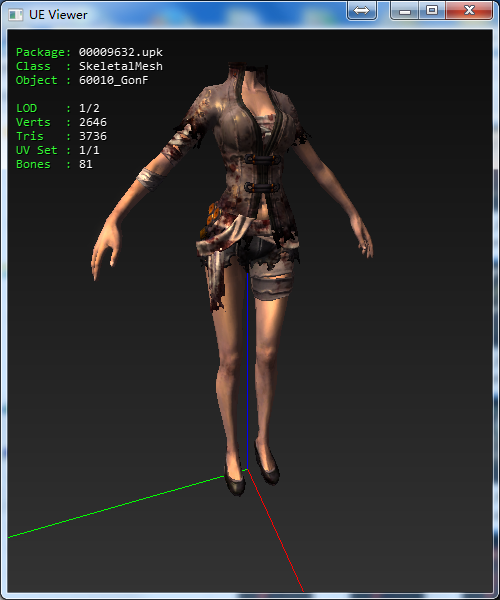 UE Viewer
Package: 00009632.upk
Class : SkeletalMesh
Object : 60010_GonF
LOD : 1/2
Verts : 2646
Tris : 3736
UV Set : 1/1
Bones : 81